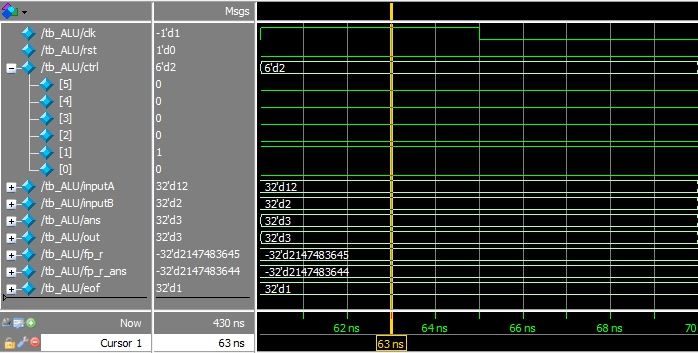 Msgs
/tb_ALU/clk -1'd1
/tb_ALU/rst 1'd0
/tb_ALU/ctrl 6'd2 6'd2
[5] 0
[4] 0
[3] 0
[2] 0
[1] 1
[0] 0
/tb_ALU/inputA 32'd12 32'd12
/tb_ALU/inputB 32'd2 32'd2
/tb_ALU/ans 32'd3 32'd3
/tb_ALU/out 32'd3 32'd3
/tb_ALU/fp_r -32'd2147483645 -32'd2147483645
/tb_ALU/fp_r_ans -32'd2147483644 -32'd2147483644
/tb_ALU/eof 32'd1 32'd1
Now 430 ns 62 ns 64 ns 66 ns 68 ns 70
Cursor 1 63 ns 63 ns